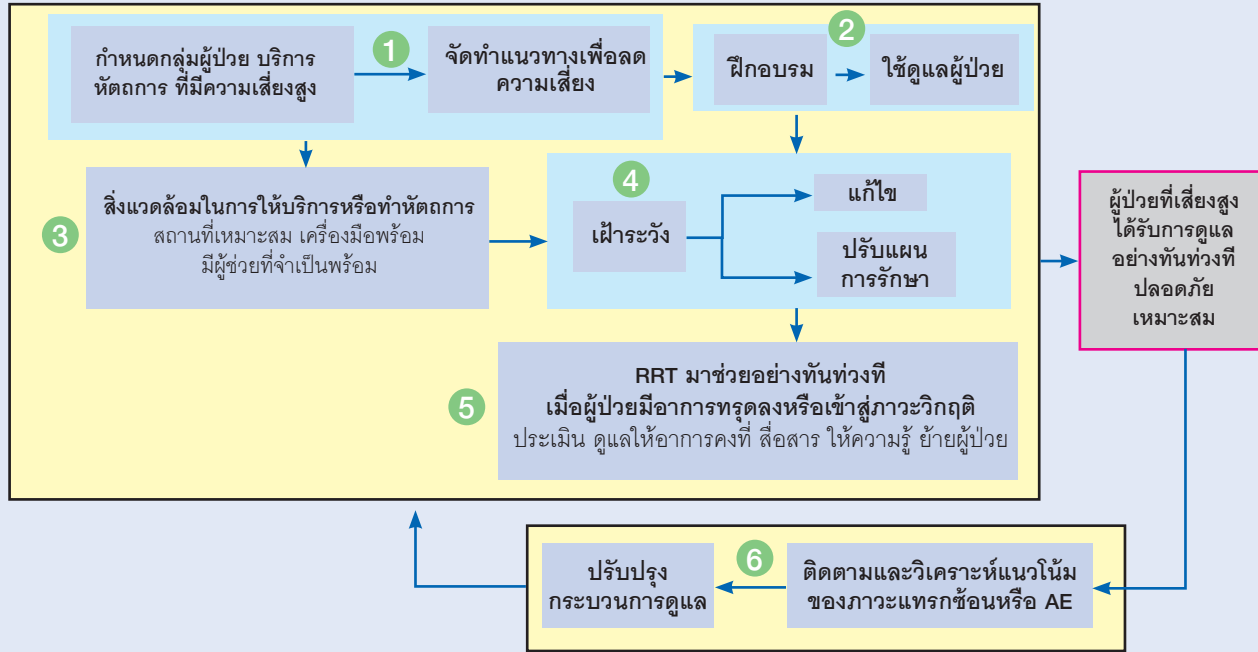 1
กำหนดกลุ่มผู้ป่วย บริการ
หัตถการ ที่มีความเสี่ยงสูง
จัดทำแนวทางเพื่อลด
ความเสี่ยง
2
ฝึกอบรม
ใช้ดูแลผู้ป่วย
3
สิ่งแวดล้อมในการให้บริการหรือทำหัตถการ
สถานที่เหมาะสม เครื่องมือพร้อม
มีผู้ช่วยที่จำเป็นพร้อม
4
เฝ้าระวัง
แก้ไข
ปรับแผน
การรักษา
5
RRT มาช่วยอย่างทันท่วงที
เมื่อผู้ป่วยมีอาการทรุดลงหรือเข้าสู่ภาวะวิกฤติ
ประเมิน ดูแลให้อาการคงที่ สื่อสาร ให้ความรู้ ย้ายผู้ป่วย
ผู้ป่วยที่เสี่ยงสูง
ได้รับการดูแล
อย่างทันท่วงที
ปลอดภัย
เหมาะสม
6
ติดตามและวิเคราะห์แนวโน้ม
ของภาวะแทรกซ้อนหรือ AE
ปรับปรุง
กระบวนการดูแล